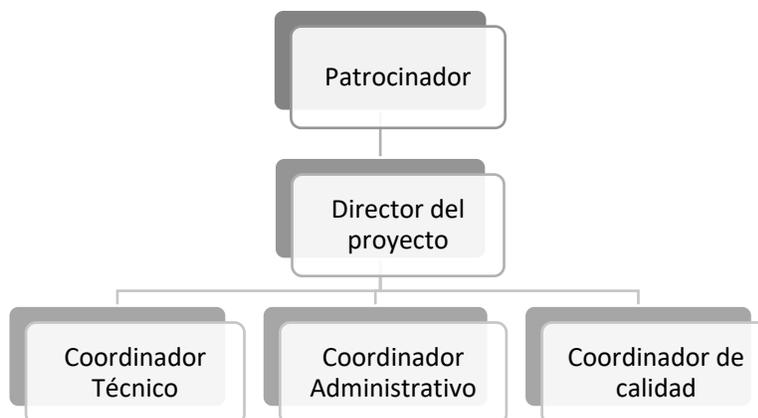 Patrocinador
Director del
proyecto
Coordinador
Técnico
Coordinador
Administrativo
Coordinador de
calidad